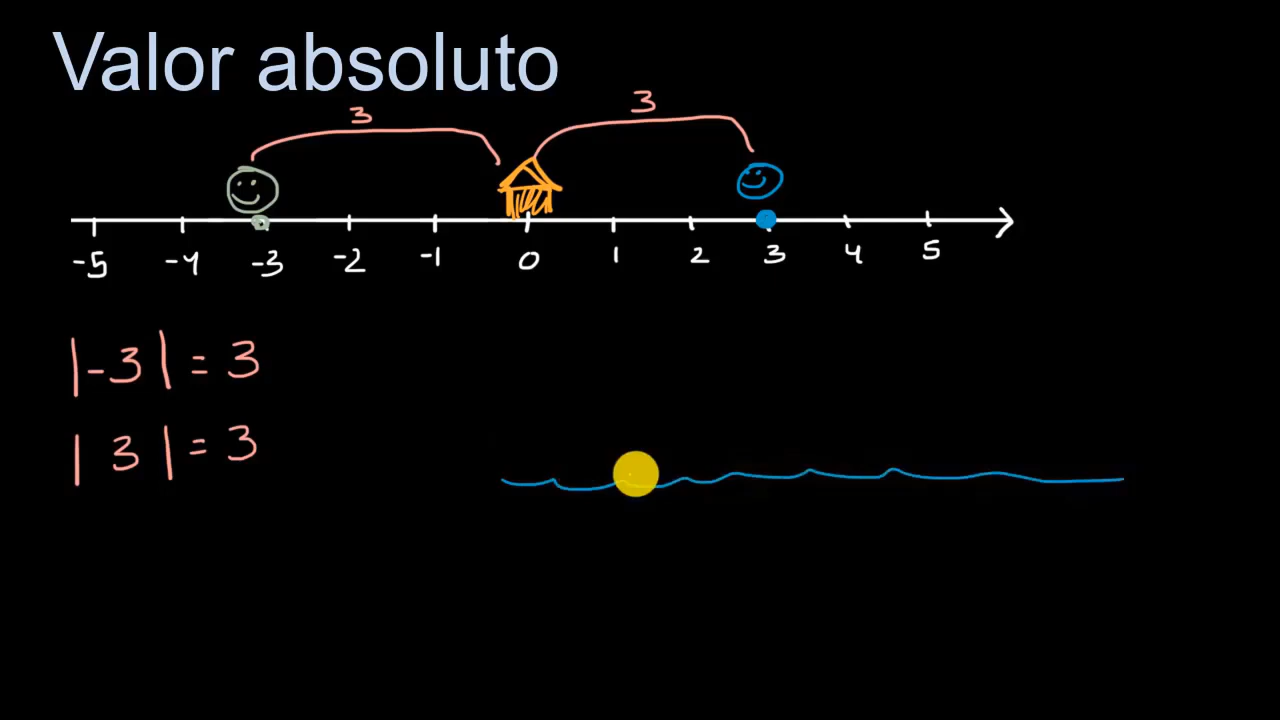 Valor absoluto
3 3
-5 -4 -3 -2 -1 0 1 2 3 4 5
|-3| = 3
|3| = 3